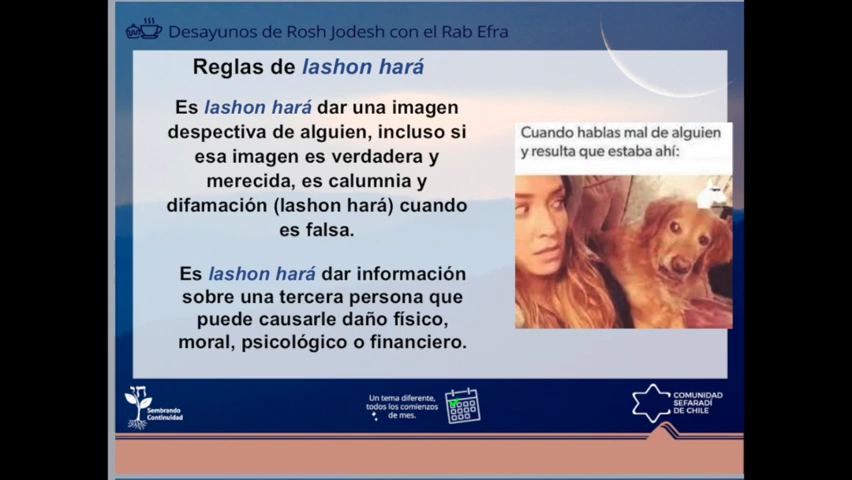 Desayunos de Rosh Jodesh con el Rab Efra
Reglas de lashon hará
Es lashon hará dar una imagen
despectiva de alguien, incluso si
esa imagen es verdadera y
merecida, es calumnia y
difamación (lashon hará) cuando
es falsa.
Es lashon hará dar información
sobre una tercera persona que
puede causarle daño físico,
moral, psicológico o financiero.
Cuando hablas mal de alguien
y resulta que estaba ahí:
חי
Sembrando
Continuidad
Un tema diferente,
todos los comienzos
de mes.
COMUNIDAD
SEFARADÍ
DE CHILE